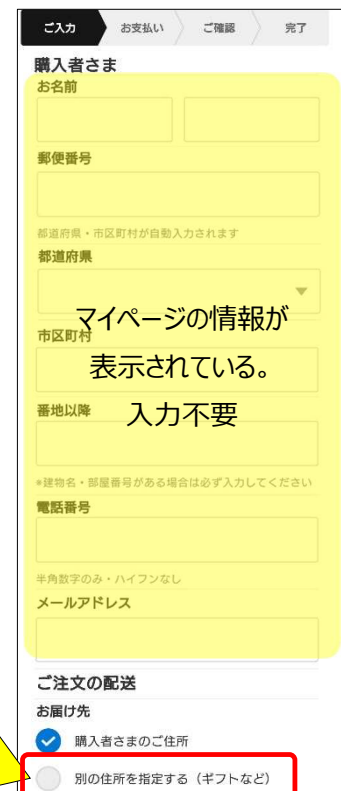 ご入力 お支払い ご確認 完了
購入者さま
お名前
郵便番号
都道府県・市区町村が自動入力されます
都道府県
マイページの情報が
市区町村
表示されている。
番地以降
入力不要
*建物名・部屋番号がある場合は必ず入力してください
電話番号
半角数字のみ・ハイフンなし
メールアドレス
ご注文の配送
お届け先
購入者さまのご住所
別の住所を指定する（ギフトなど）